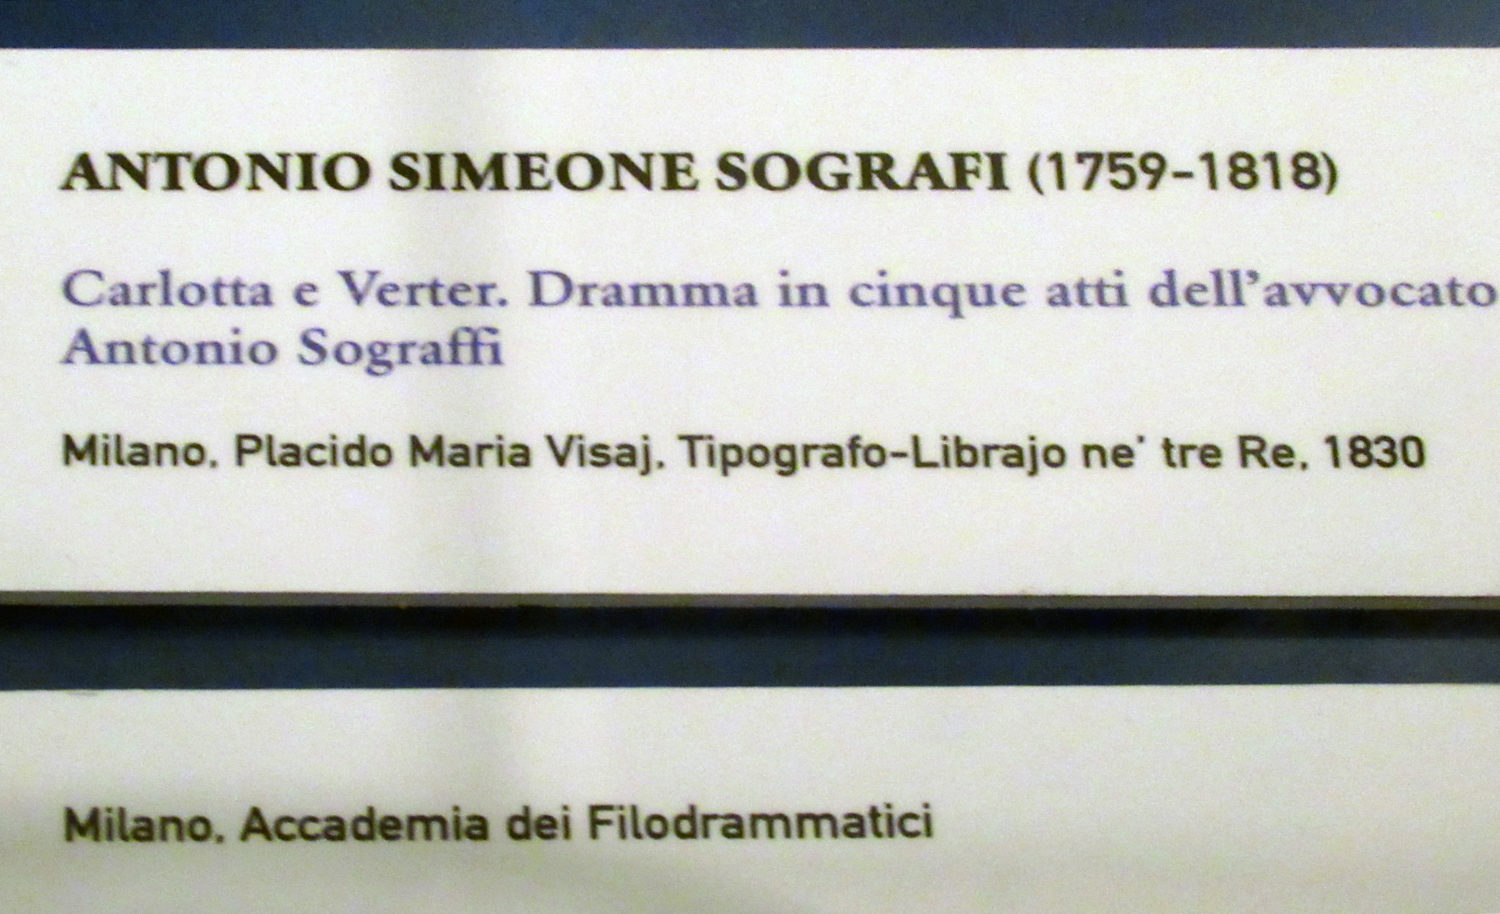 ANTONIO SIMEONE SOGRAFI (1759-1818)
Carlotta e Verter. Dramma in cinque atti dell'avvocato
Antonio Sograffi
Milano, Placido Maria Visaj, Tipografo-Librajo ne' tre Re, 1830
Milano, Accademia dei Filodrammatici